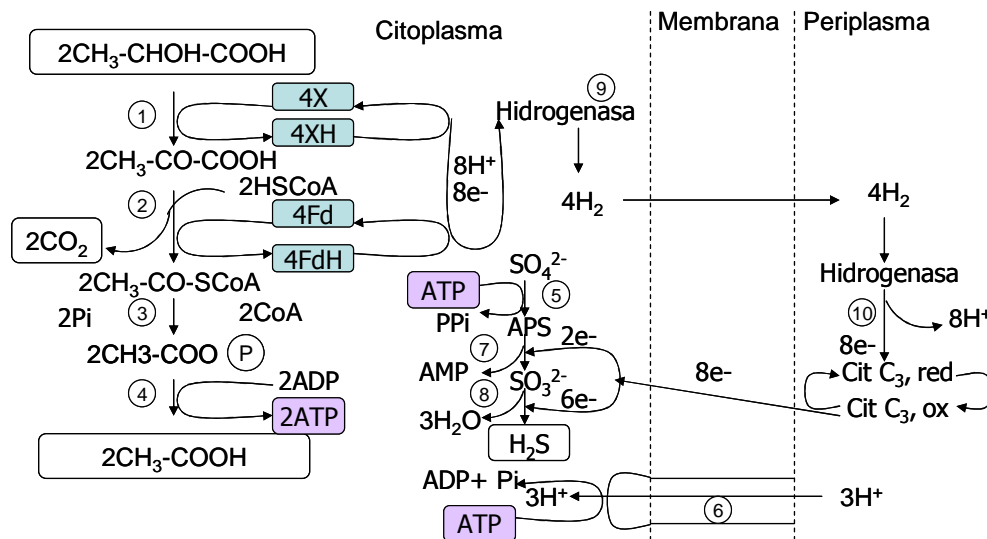 Citoplasma
Membrana
Periplasma
2CH₃-CHOH-COOH
1
4X
4XH
2CH₃-CO-COOH
2
2HSCoA
4Fd
4FdH
2CO₂
2CH₃-CO-SCoA
2Pi
3
2CoA
2CH3-COO
P
4
2ADP
2ATP
2CH₃-COOH
8H⁺
8e-
9
Hidrogenasa
4H₂
4H₂
Hidrogenasa
10
8H⁺
8e-
Cit C₃, red
Cit C₃, ox
SO₄²⁻
ATP
5
PPi
APS
2e-
7
AMP
SO₃²⁻
8
6e-
3H₂O
H₂S
8e-
ADP+ Pi
3H⁺
6
3H⁺
ATP